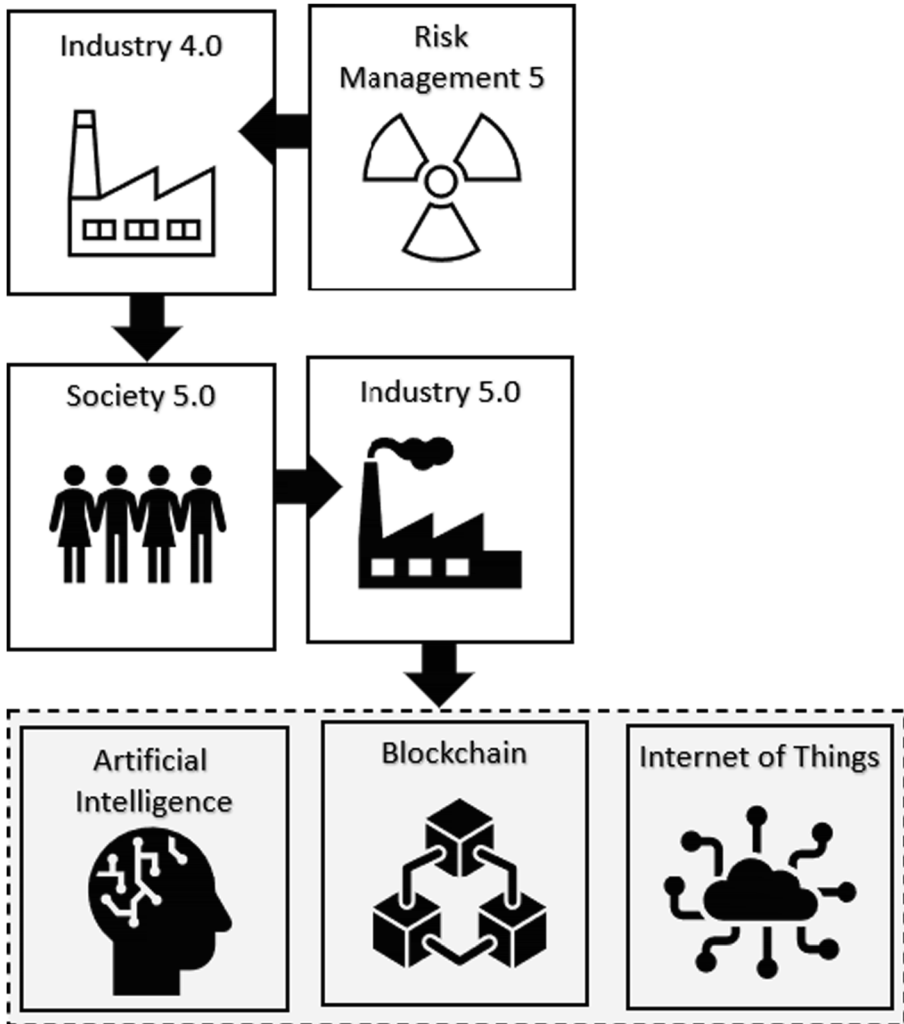 Industry 4.0
Risk
Management 5
Society 5.0
Industry 5.0
Artificial
Intelligence
Blockchain
Internet of Things